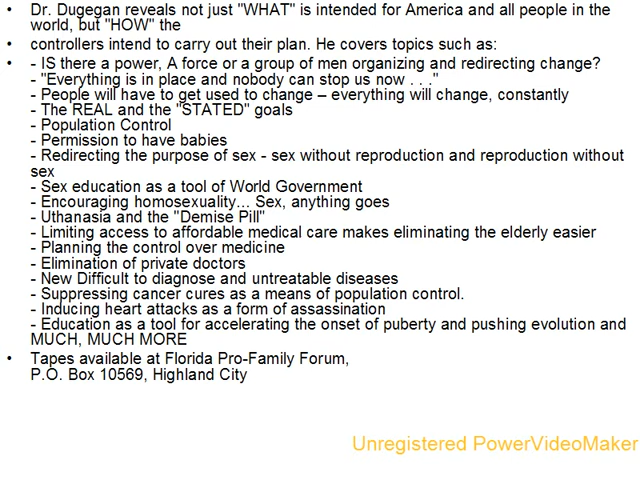 • Dr. Dugegan reveals not just "WHAT" is intended for America and all people in the
world, but "HOW" the
• controllers intend to carry out their plan. He covers topics such as:
• - IS there a power, A force or a group of men organizing and redirecting change?
- "Everything is in place and nobody can stop us now . . ."
- People will have to get used to change – everything will change, constantly
- The REAL and the "STATED" goals
- Population Control
- Permission to have babies
- Redirecting the purpose of sex - sex without reproduction and reproduction without
sex
- Sex education as a tool of World Government
- Encouraging homosexuality... Sex, anything goes
- Uthanasia and the "Demise Pill"
- Limiting access to affordable medical care makes eliminating the elderly easier
- Planning the control over medicine
- Elimination of private doctors
- New Difficult to diagnose and untreatable diseases
- Suppressing cancer cures as a means of population control.
- Inducing heart attacks as a form of assassination
- Education as a tool for accelerating the onset of puberty and pushing evolution and
MUCH, MUCH MORE
• Tapes available at Florida Pro-Family Forum,
P.O. Box 10569, Highland City
Unregistered PowerVideoMaker